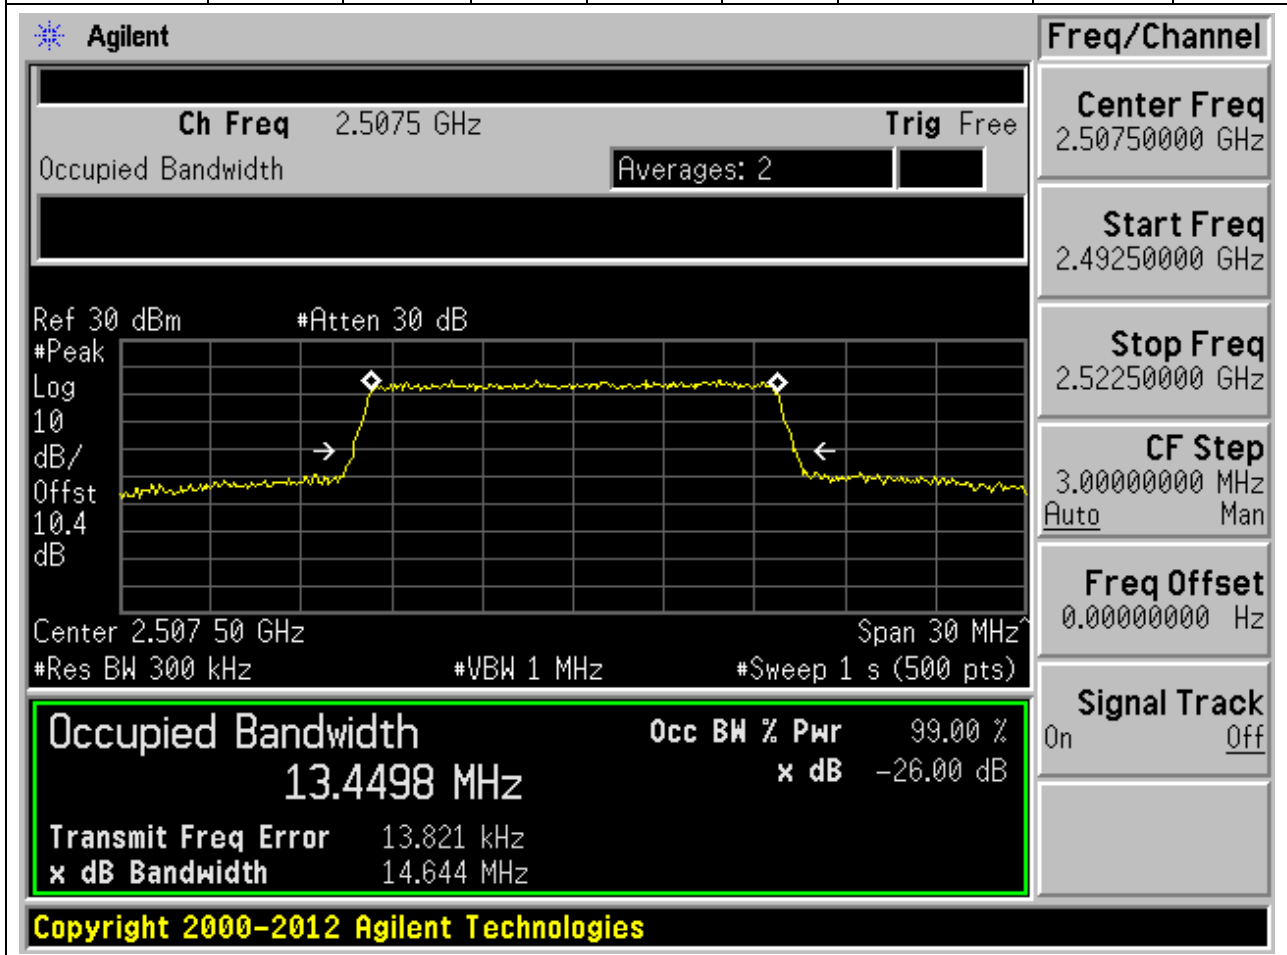 Agilent
Freq/Channel
Ch Freq 2.5075 GHz Trig Free
Occupied Bandwidth Averages: 2
Center Freq
2.50750000 GHz
Start Freq
2.49250000 GHz
Stop Freq
2.52250000 GHz
CF Step
3.00000000 MHz
Auto Man
Freq Offset
0.00000000 Hz
Signal Track
On Off
Ref 30 dBm #Atten 30 dB
#Peak
Log
10
dB/
Offst
10.4
dB
Center 2.507 50 GHz Span 30 MHz^
#Res BW 300 kHz #VBW 1 MHz #Sweep 1 s (500 pts)
Occupied Bandwidth Occ BW % Pwr 99.00 %
13.4498 MHz x dB -26.00 dB
Transmit Freq Error 13.821 kHz
x dB Bandwidth 14.644 MHz
Copyright 2000-2012 Agilent Technologies